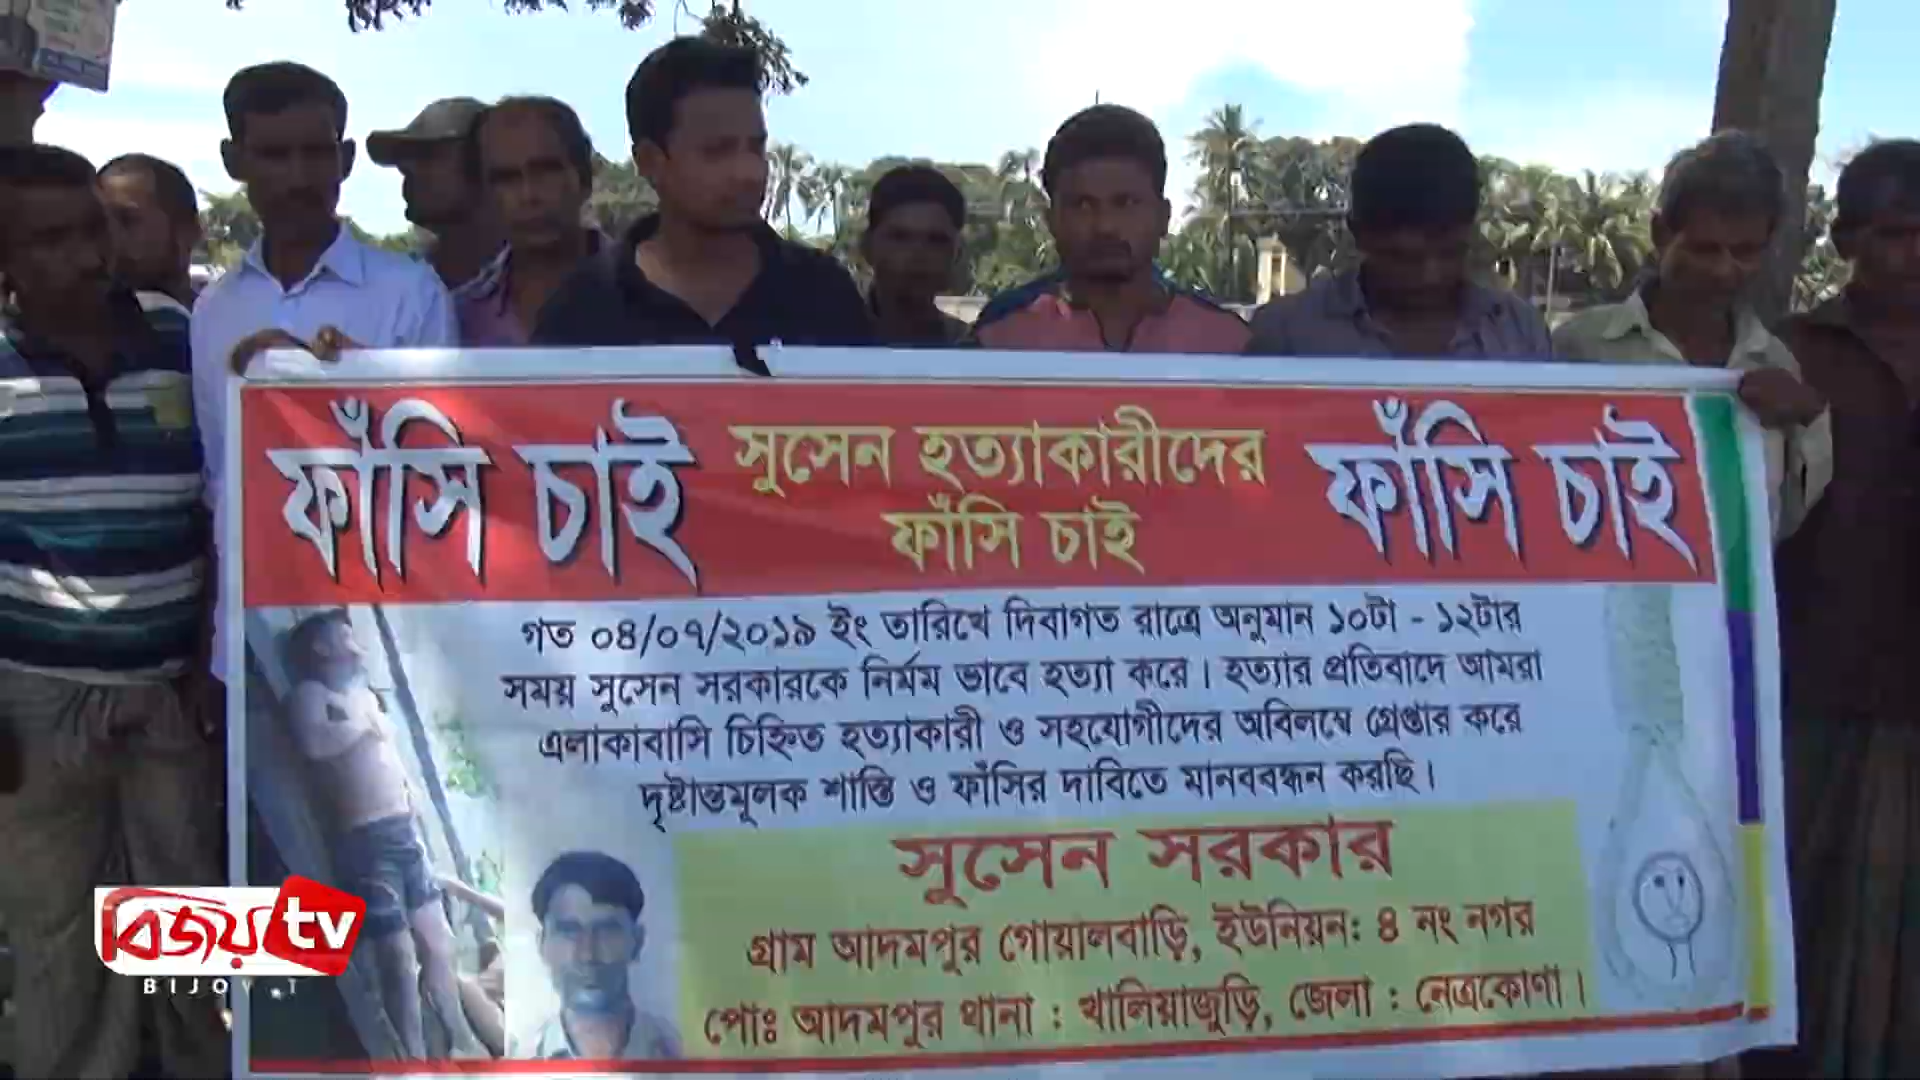 ফাঁসি চাই
সুসেন হত্যাকারীদের
ফাঁসি চাই
ফাঁসি চাই
গত ০৪/০৭/২০১৯ ইং তারিখে দিবাগত রাত্রে অনুমান ১০টা - ১২টার
সময় সুসেন সরকারকে নির্মম ভাবে হত্যা করে। হত্যার প্রতিবাদে আমরা
এলাকাবাসি চিহ্নিত হত্যাকারী ও সহযোগীদের অবিলম্বে গ্রেপ্তার করে
দৃষ্টান্তমূলক শাস্তি ও ফাঁসির দাবিতে মানববন্ধন করছি।
সুসেন সরকার
গ্রাম আদমপুর গোয়ালবাড়ি, ইউনিয়ন: ৪ নং নগর
পোঃ আদমপুর থানা : খালিয়াজুড়ি, জেলা : নেত্রকোণা।
বিজয় tv